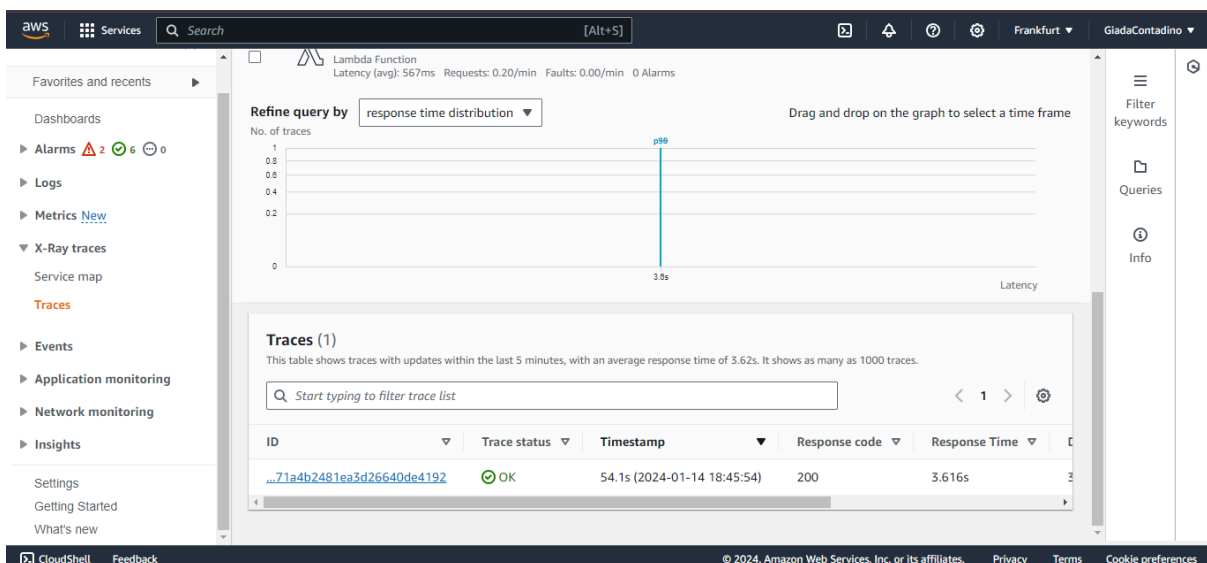 aws Services Search [Alt+S] Frankfurt GiadaContadino
Favorites and recents
Dashboards
Alarms 2 6 0
Logs
Metrics New
X-Ray traces
Service map
Traces
Events
Application monitoring
Network monitoring
Insights
Settings
Getting Started
What's new
Lambda Function
Latency (avg): 567ms Requests: 0.20/min Faults: 0.00/min 0 Alarms
Refine query by response time distribution Drag and drop on the graph to select a time frame
No. of traces
1
0.8
0.6
0.4
0.2
0
3.6s
Latency
Traces (1)
This table shows traces with updates within the last 5 minutes, with an average response time of 3.62s. It shows as many as 1000 traces.
Start typing to filter trace list 1
ID Trace status Timestamp Response code Response Time
...71a4b2481ea3d26640de4192 OK 54.1s (2024-01-14 18:45:54) 200 3.616s
Filter
keywords
Queries
Info
CloudShell Feedback © 2024, Amazon Web Services, Inc. or its affiliates. Privacy Terms Cookie preferences